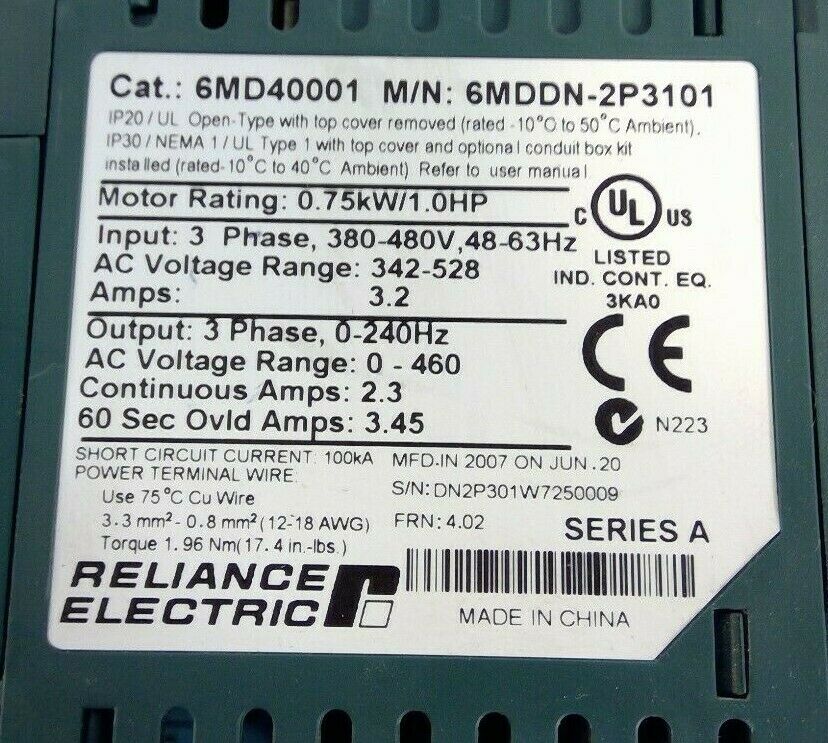 Cat.: 6MD40001 M/N: 6MDDN-2P3101
IP20 / UL Open-Type with top cover removed (rated -10°C to 50°C Ambient),
IP30 / NEMA 1 / UL Type 1 with top cover and optional conduit box kit
installed (rated-10°C to 40°C Ambient) Refer to user manual
Motor Rating: 0.75kW/1.0HP
C UL US
LISTED
IND. CONT. EQ.
3KA0
Input: 3 Phase, 380-480V,48-63Hz
AC Voltage Range: 342-528
Amps: 3.2
CE
Output: 3 Phase, 0-240Hz
AC Voltage Range: 0 - 460
Continuous Amps: 2.3
60 Sec Ovld Amps: 3.45
N223
SHORT CIRCUIT CURRENT: 100kA
POWER TERMINAL WIRE:
Use 75°C Cu Wire
3.3 mm² - 0.8 mm² (12-18 AWG)
Torque 1.96 Nm(17.4 in.-lbs.)
MFD.IN 2007 ON JUN.20
S/N: DN2P301W7250009
FRN: 4.02
SERIES A
RELIANCE
ELECTRIC
MADE IN CHINA